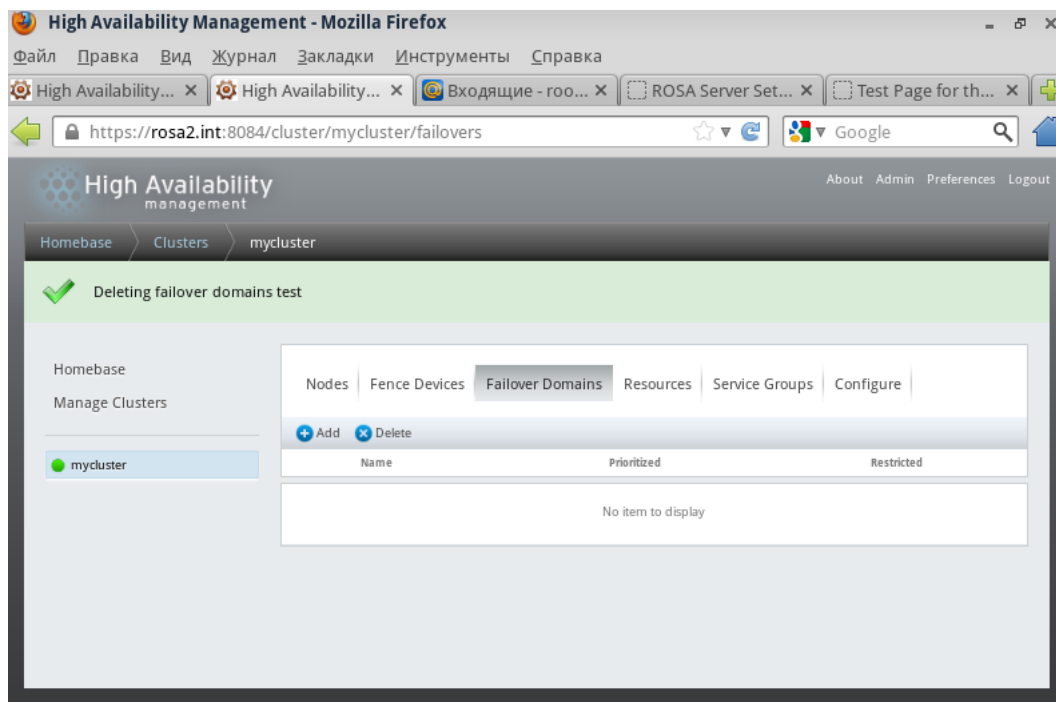 High Availability Management - Mozilla Firefox
Файл Правка Вид Журнал Закладки Инструменты Справка
High Availability... High Availability... Входящие - roo... ROSA Server Set... Test Page for th...
https://rosa2.int:8084/cluster/mycluster/failovers Google
High Availability
management
About Admin Preferences Logout
Homebase Clusters mycluster
Deleting failover domains test
Homebase
Manage Clusters
mycluster
Nodes Fence Devices Failover Domains Resources Service Groups Configure
Add Delete
Name Prioritized Restricted
No item to display